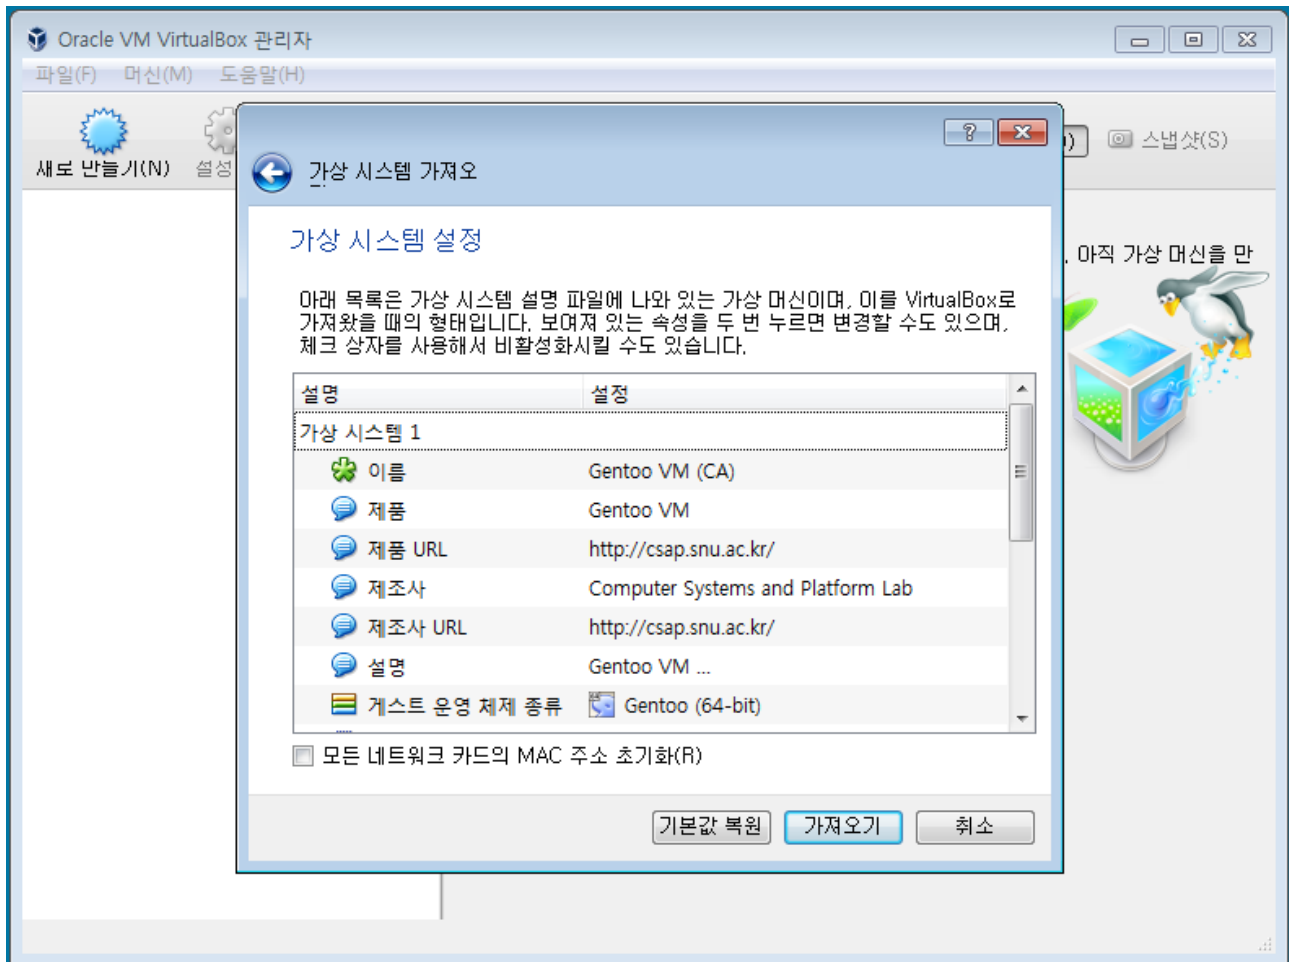 Oracle VM VirtualBox 관리자
파일(F) 머신(M) 도움말(H)
새로 만들기(N) 설성 스냅샷(S)
가상 시스템 가져오
가상 시스템 설정
, 아직 가상 머신을 만
아래 목록은 가상 시스템 설명 파일에 나와 있는 가상 머신이며, 이를 VirtualBox로
가져왔을 때의 형태입니다. 보여져 있는 속성을 두 번 누르면 변경할 수도 있으며,
체크 상자를 사용해서 비활성화시킬 수도 있습니다.
설명 설정
가상 시스템 1
이름 Gentoo VM (CA)
제품 Gentoo VM
제품 URL http://csap.snu.ac.kr/
제조사 Computer Systems and Platform Lab
제조사 URL http://csap.snu.ac.kr/
설명 Gentoo VM ...
게스트 운영 체제 종류 Gentoo (64-bit)
모든 네트워크 카드의 MAC 주소 초기화(R)
기본값 복원 가져오기 취소